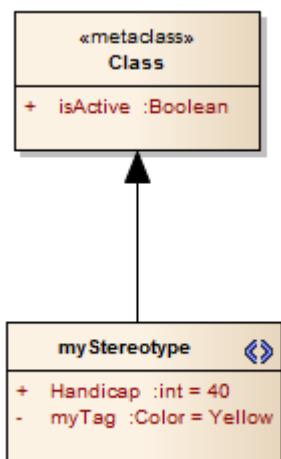 «metaclass»
Class
+ isActive :Boolean
myStereotype
+ Handicap :int = 40
- myTag :Color = Yellow